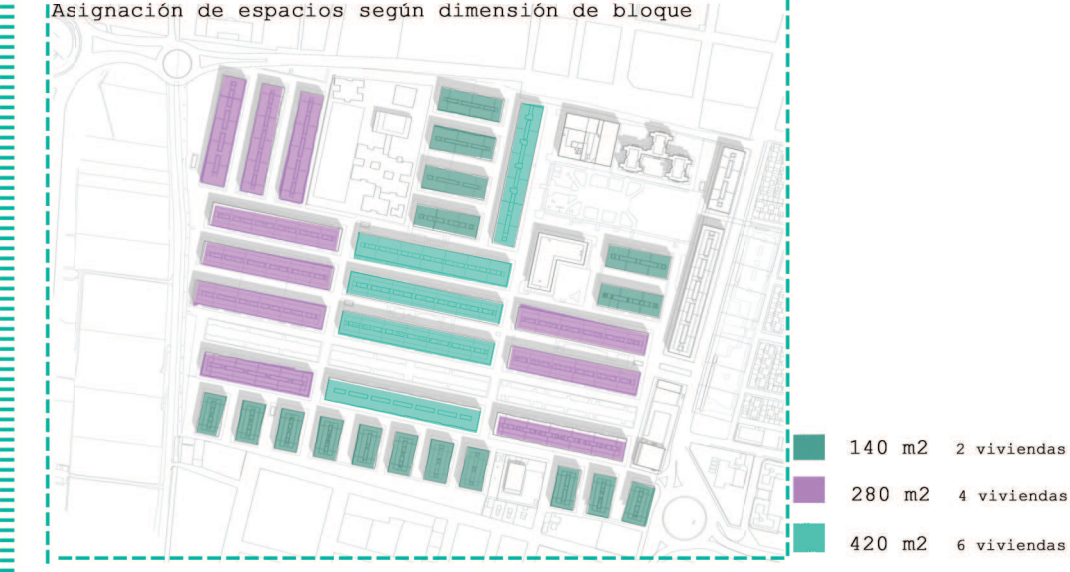 Asignación de espacios según dimensión de bloque
140 m2 2 viviendas
280 m2 4 viviendas
420 m2 6 viviendas